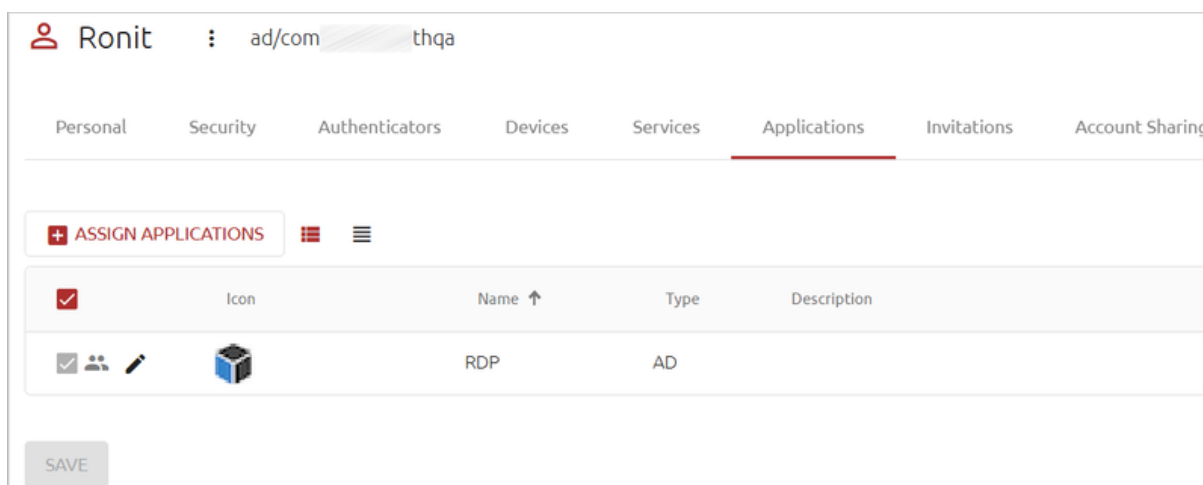 Ronit ad/com thqa
Personal Security Authenticators Devices Services Applications Invitations Account Sharing
ASSIGN APPLICATIONS
Icon Name Type Description
RDP AD
SAVE